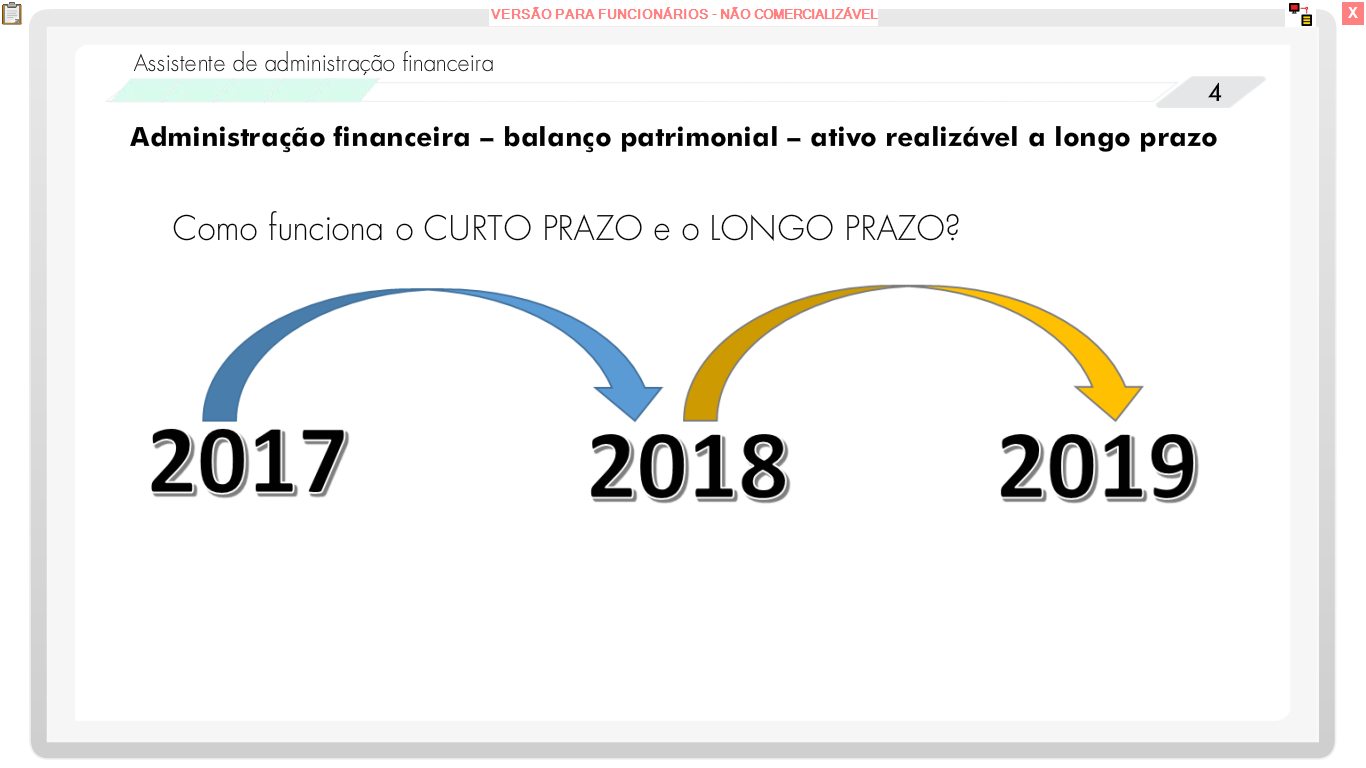 VERSÃO PARA FUNCIONÁRIOS - NÃO COMERCIALIZÁVEL
X
Assistente de administração financeira
4
Administração financeira – balanço patrimonial – ativo realizável a longo prazo
Como funciona o CURTO PRAZO e o LONGO PRAZO?
2017 2018 2019